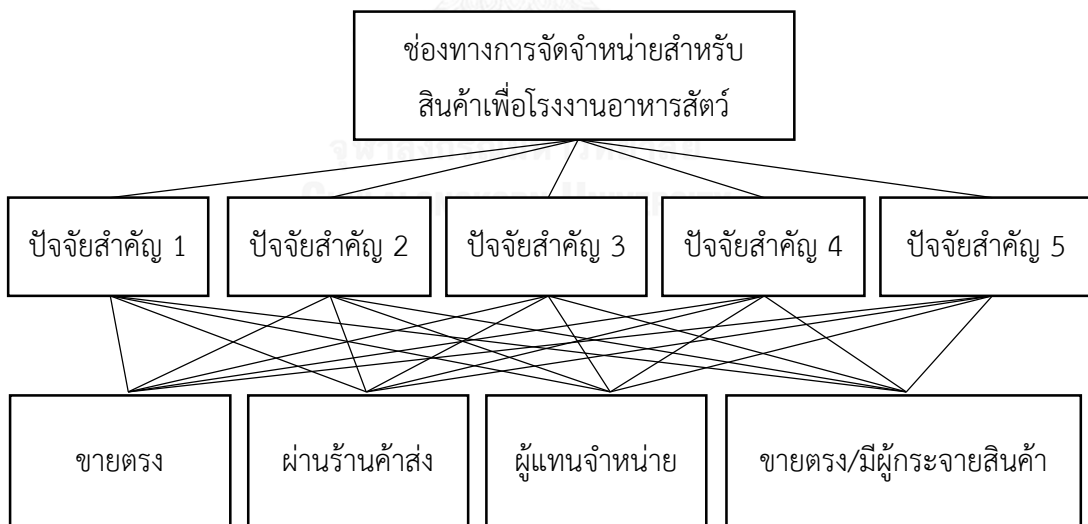 ช่องทางการจัดจำหน่ายสำหรับ
สินค้าเพื่อโรงงานอาหารสัตว์
ปัจจัยสำคัญ 1
ปัจจัยสำคัญ 2
ปัจจัยสำคัญ 3
ปัจจัยสำคัญ 4
ปัจจัยสำคัญ 5
ขายตรง
ผ่านร้านค้าส่ง
ผู้แทนจำหน่าย
ขายตรง/มีผู้กระจายสินค้า